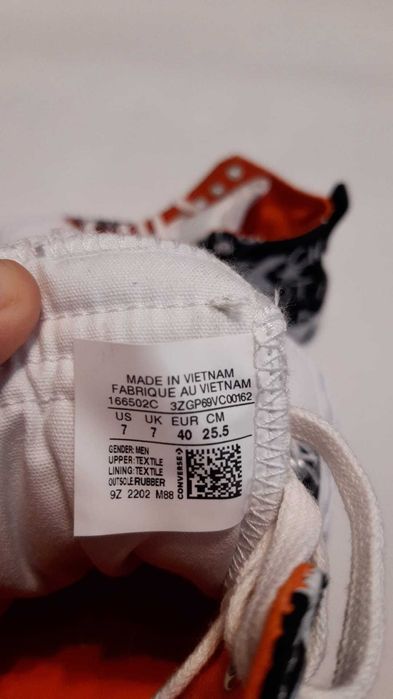 MADE IN VIETNAM
FABRIQUE AU VIETNAM
166502C 3ZGP69VC00162
US UK EUR CM
7 7 40 25.5
GENDER: MEN
UPPER: TEXTILE
LINING: TEXTILE
OUTSOLE: RUBBER
9Z 2202 M88
CONVERSE